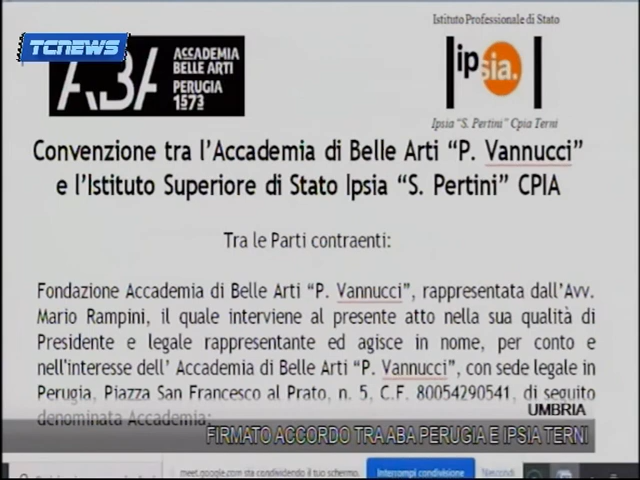 TCNEWS
ABA
ACCADEMIA
BELLE ARTI
PERUGIA
1573
Istituto Professionale di Stato
ipsia.
Ipsia “S. Pertini” Cpia Terni
Convenzione tra l’Accademia di Belle Arti “P. Vannucci”
e l’Istituto Superiore di Stato Ipsia “S. Pertini” CPIA
Tra le Parti contraenti:
Fondazione Accademia di Belle Arti “P. Vannucci”, rappresentata dall’Avv.
Mario Rampini, il quale interviene al presente atto nella sua qualità di
Presidente e legale rappresentante ed agisce in nome, per conto e
nell’interesse dell’ Accademia di Belle Arti “P. Vannucci”, con sede legale in
Perugia, Piazza San Francesco al Prato, n. 5, C.F. 80054290541, di seguito
denominata Accademia;
UMBRIA
FIRMATO ACCORDO TRA ABA PERUGIA E IPSIA TERNI
meet.google.com sta condividendo il tuo schermo.
Interrompi condivisione
Nascondi